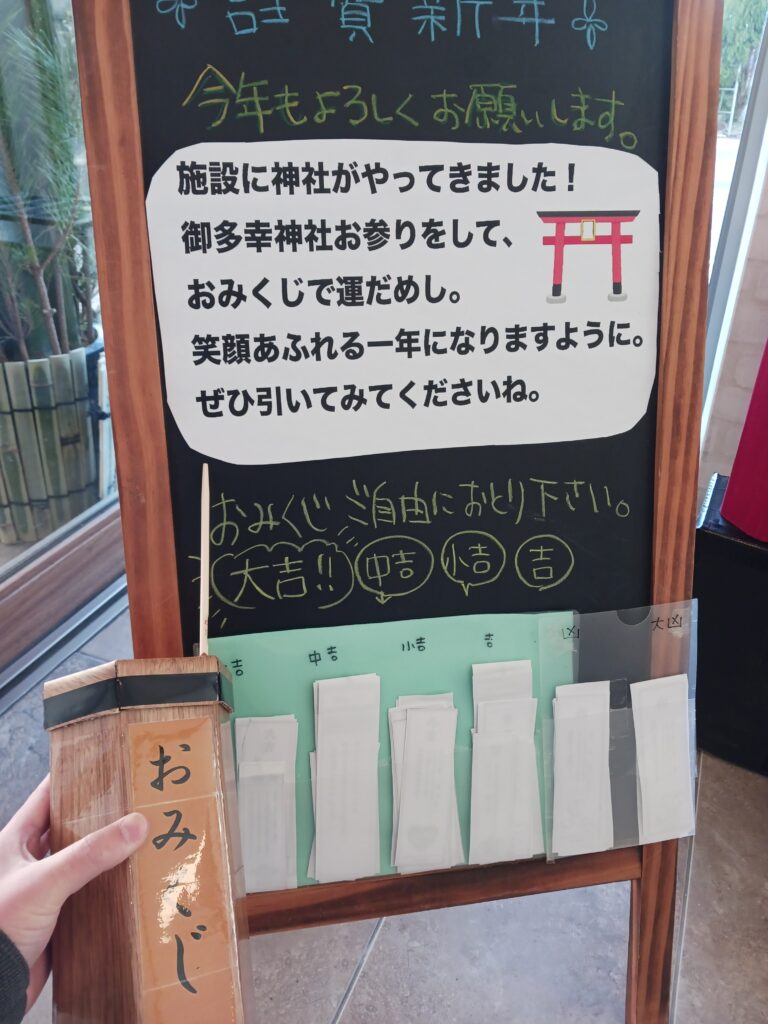 謹賀新年
今年もよろしくお願いします。
施設に神社がやってきました！
御多幸神社お参りをして、
おみくじで運だめし。
笑顔あふれる一年になりますように。
ぜひ引いてみてくださいね。
おみくじ ご自由におとり下さい。
大吉!! 中吉 小吉 吉
吉 中吉 小吉 吉 凶 大凶
おみくじ